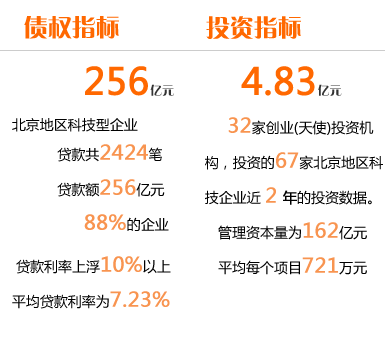 债权指标
256亿元
北京地区科技型企业
贷款共2424笔
贷款额256亿元
88%的企业
贷款利率上浮10%以上
平均贷款利率为7.23%
投资指标
4.83亿元
32家创业(天使)投资机
构，投资的67家北京地区科
技企业近 2 年的投资数据。
管理资本量为162亿元
平均每个项目721万元